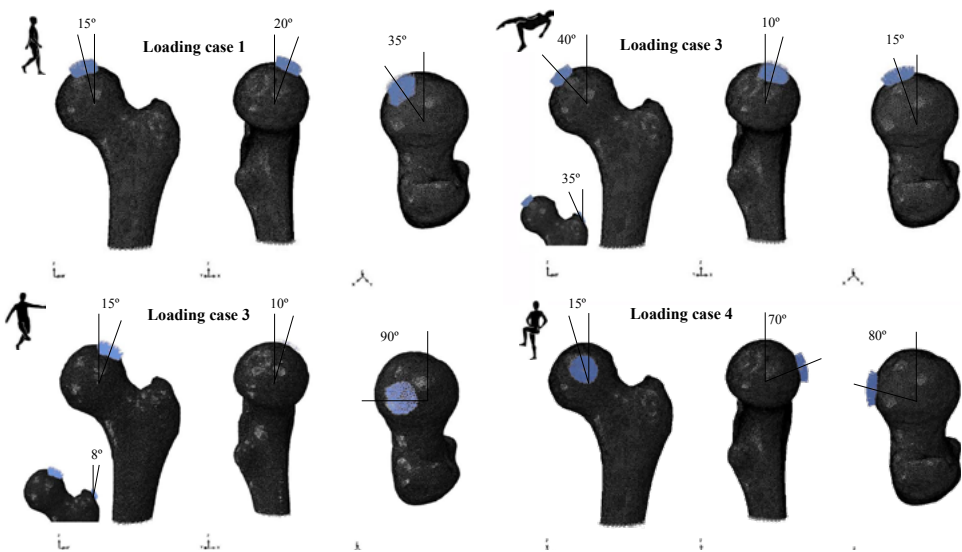 15º
Loading case 1
20º
35º
40º
Loading case 3
10º
15º
35º
15º
Loading case 3
10º
90º
8º
15º
Loading case 4
70º
80º